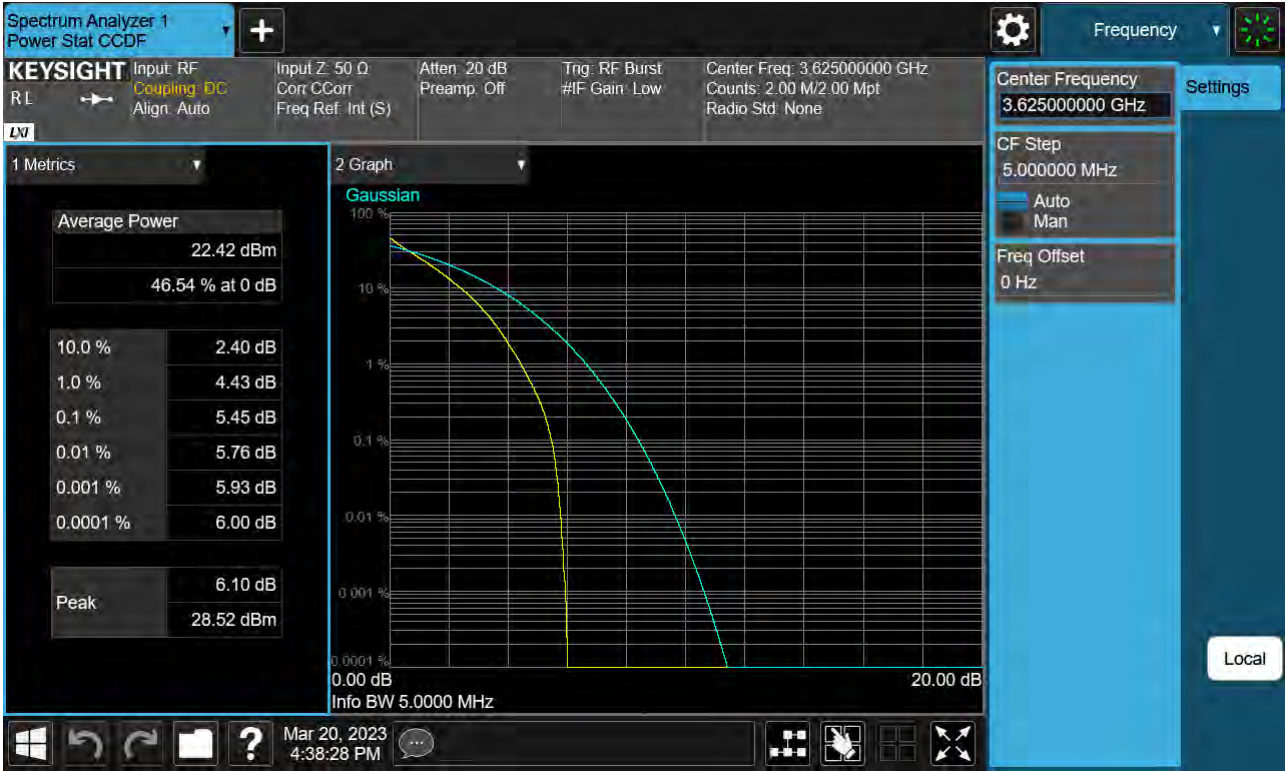 Spectrum Analyzer 1
Power Stat CCDF
+
Frequency
KEYSIGHT
RL
LXI
Input: RF
Coupling: DC
Align: Auto
Input Z: 50 Ω
Corr CCorr
Freq Ref: Int (S)
Atten: 20 dB
Preamp: Off
Trig: RF Burst
#IF Gain: Low
Center Freq: 3.625000000 GHz
Counts: 2.00 M/2.00 Mpt
Radio Std: None
Center Frequency
3.625000000 GHz
Settings
CF Step
5.000000 MHz
Auto
Man
Freq Offset
0 Hz
1 Metrics
Average Power
22.42 dBm
46.54 % at 0 dB
10.0 % 2.40 dB
1.0 % 4.43 dB
0.1 % 5.45 dB
0.01 % 5.76 dB
0.001 % 5.93 dB
0.0001 % 6.00 dB
Peak
6.10 dB
28.52 dBm
2 Graph
Gaussian
100 %
10 %
1 %
0.1 %
0.01 %
0.001 %
0.0001 %
0.00 dB 20.00 dB
Info BW 5.0000 MHz
Local
?
Mar 20, 2023
4:38:28 PM